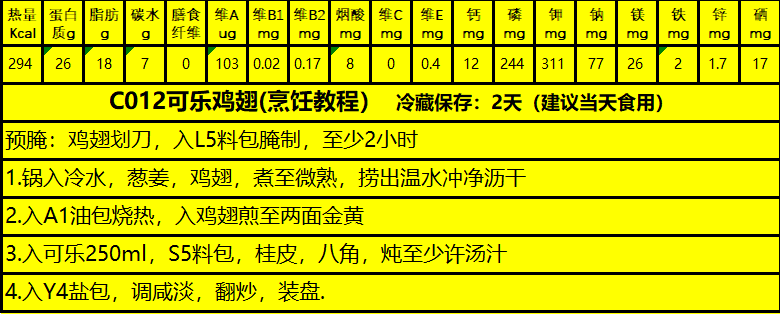 热量 蛋白 脂肪 碳水 膳食 维A 维B1 维B2 烟酸 维C 维E 钙 磷 钾 钠 镁 铁 锌 硒
Kcal 质g g g 纤维 ug mg mg mg mg mg mg mg mg mg mg mg mg mg
294 26 18 7 0 103 0.02 0.17 8 0 0.4 12 244 311 77 26 2 1.7 17
C012可乐鸡翅(烹饪教程） 冷藏保存：2天（建议当天食用）
预腌：鸡翅划刀，入L5料包腌制，至少2小时
1.锅入冷水，葱姜，鸡翅，煮至微熟，捞出温水冲净沥干
2.入A1油包烧热，入鸡翅煎至两面金黄
3.入可乐250ml，S5料包，桂皮，八角，炖至少许汤汁
4.入Y4盐包，调咸淡，翻炒，装盘.